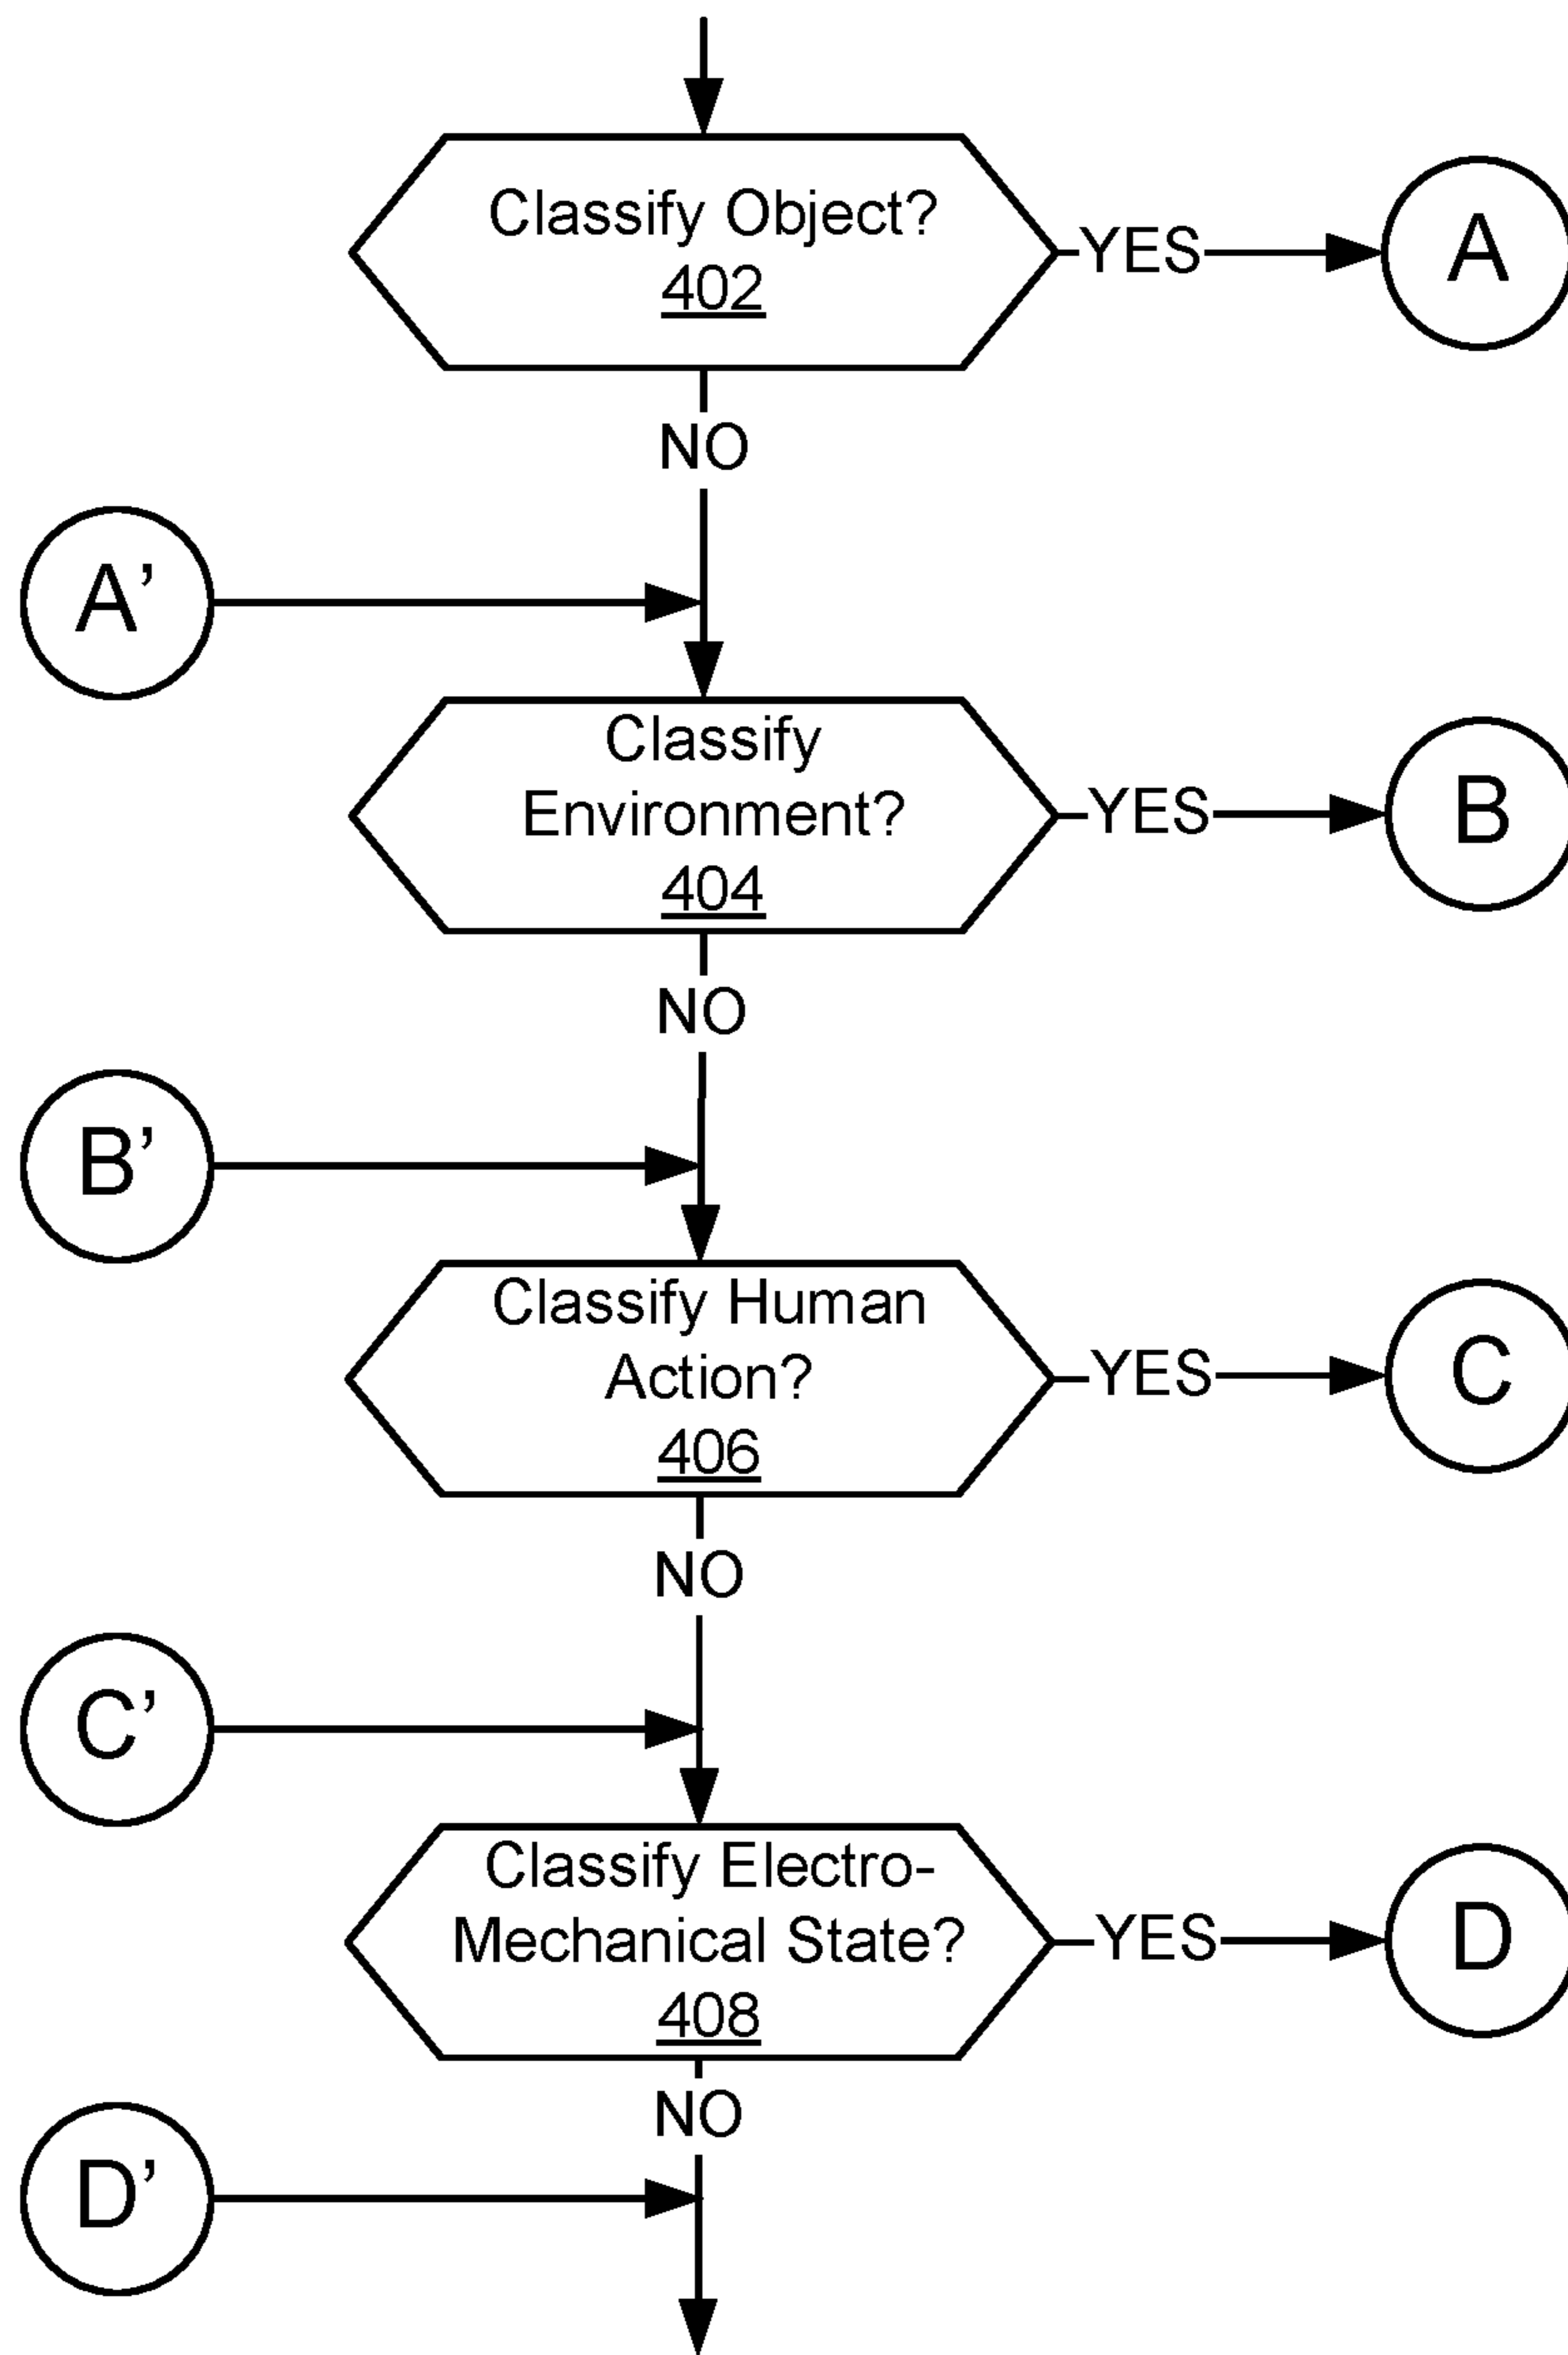 Classify Object?
402
YES
A
NO
A’
Classify
Environment?
404
YES
B
NO
B’
Classify Human
Action?
406
YES
C
NO
C’
Classify Electro-
Mechanical State?
408
YES
D
NO
D’